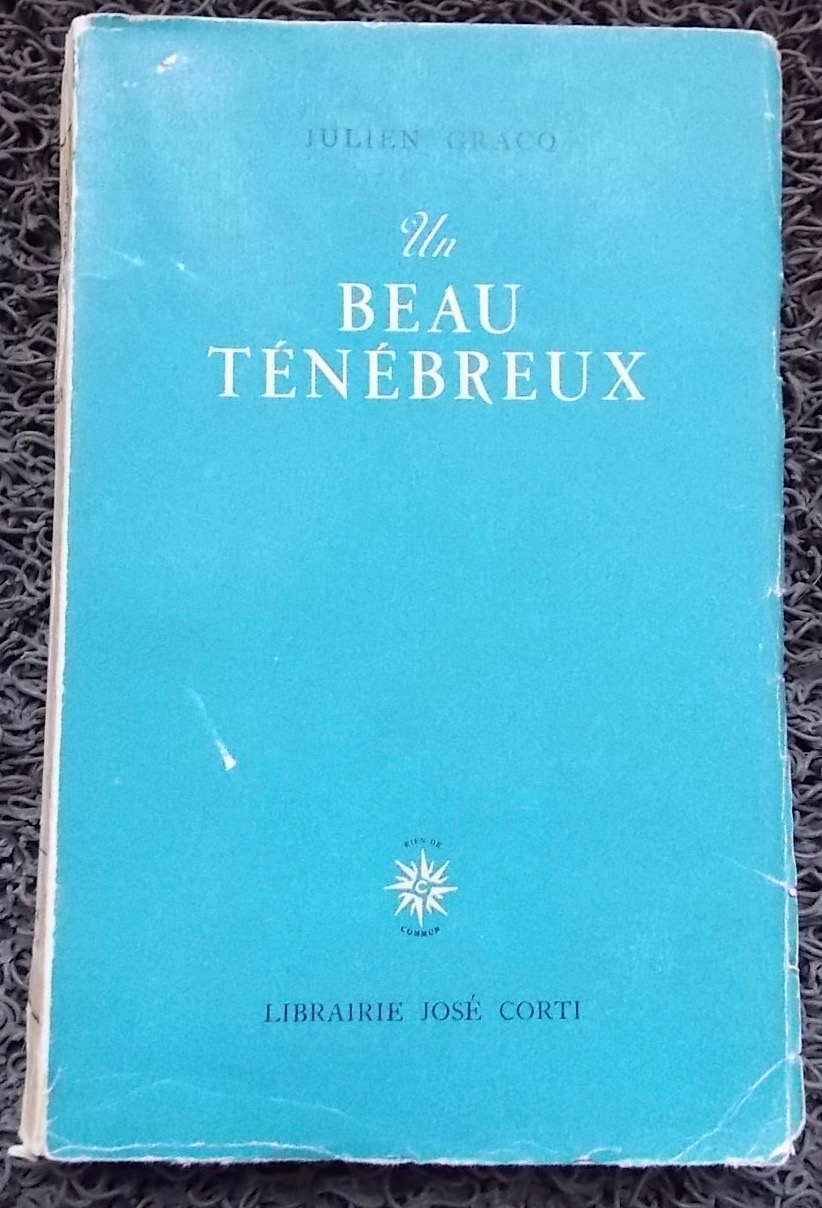 JULIEN GRACQ
Un
BEAU
TÉNÉBREUX
RIEN DE
C
COMMUN
LIBRAIRIE JOSÉ CORTI